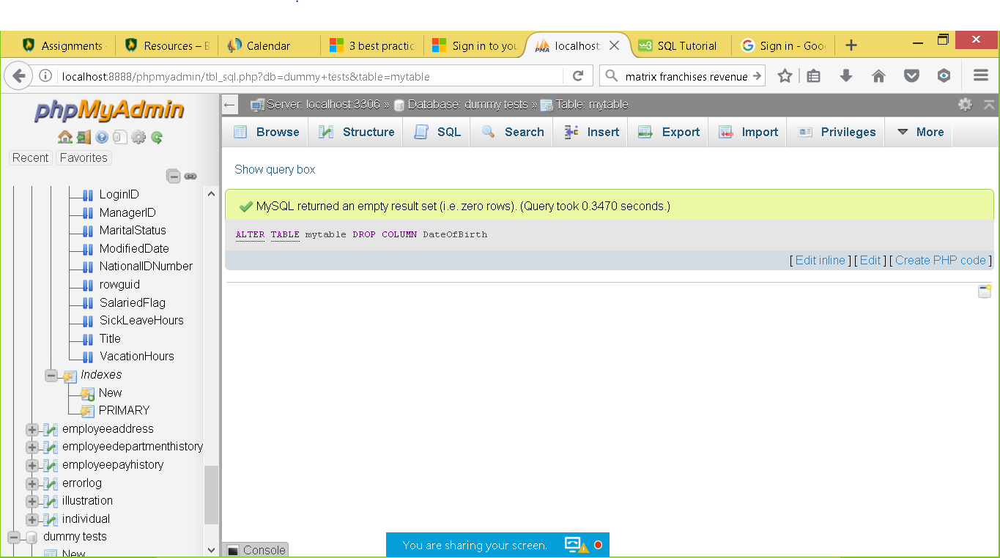 Assignments -
Resources – B
Calendar
3 best practic
Sign in to you
localhost:
SQL Tutorial
Sign in - Goo
localhost:8888/phpmyadmin/tbl_sql.php?db=dummy+tests&table=mytable
matrix franchises revenue
phpMyAdmin
Recent Favorites
LoginID
ManagerID
MaritalStatus
ModifiedDate
NationalIDNumber
rowguid
SalariedFlag
SickLeaveHours
Title
VacationHours
Indexes
New
PRIMARY
employeeaddress
employeedepartmenthistory
employeepayhistory
errorlog
illustration
individual
dummy tests
New
Server: localhost:3306 » Database: dummy tests » Table: mytable
Browse Structure SQL Search Insert Export Import Privileges More
Show query box
MySQL returned an empty result set (i.e. zero rows). (Query took 0.3470 seconds.)
ALTER TABLE mytable DROP COLUMN DateOfBirth
[ Edit inline ] [ Edit ] [ Create PHP code ]
Console
You are sharing your screen.